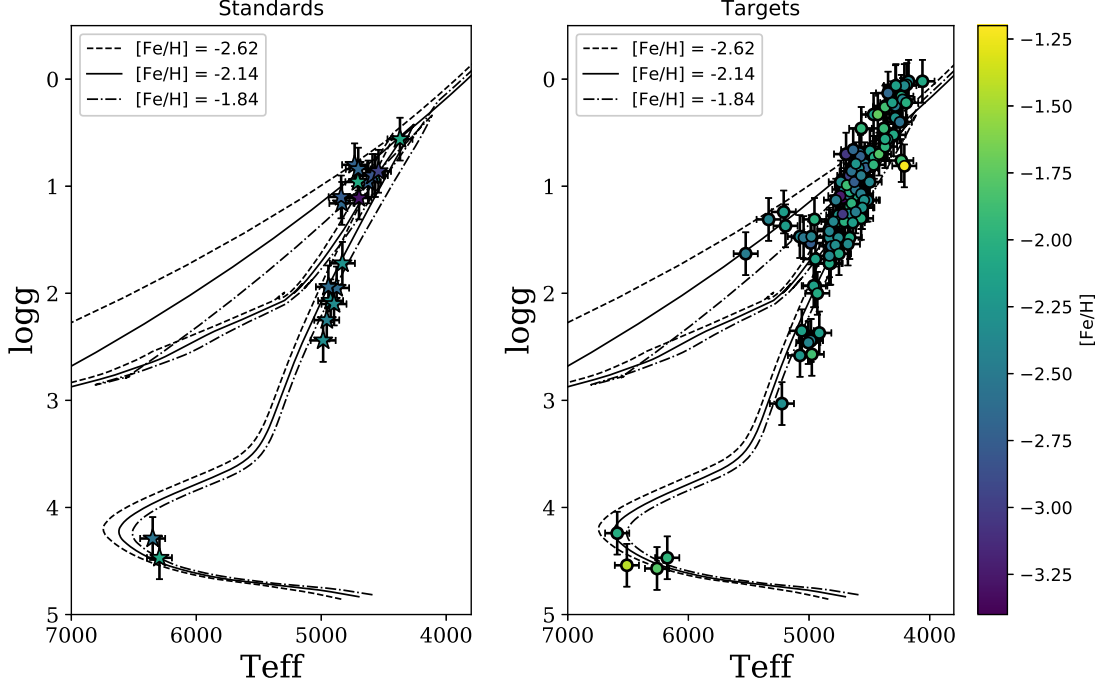 Standards
Targets
[Fe/H] = -2.62
[Fe/H] = -2.14
[Fe/H] = -1.84
[Fe/H] = -2.62
[Fe/H] = -2.14
[Fe/H] = -1.84
0
1
2
3
4
5
logg
7000 6000 5000 4000
Teff
0
1
2
3
4
5
logg
7000 6000 5000 4000
Teff
−1.25
−1.50
−1.75
−2.00
−2.25
−2.50
−2.75
−3.00
−3.25
[Fe/H]